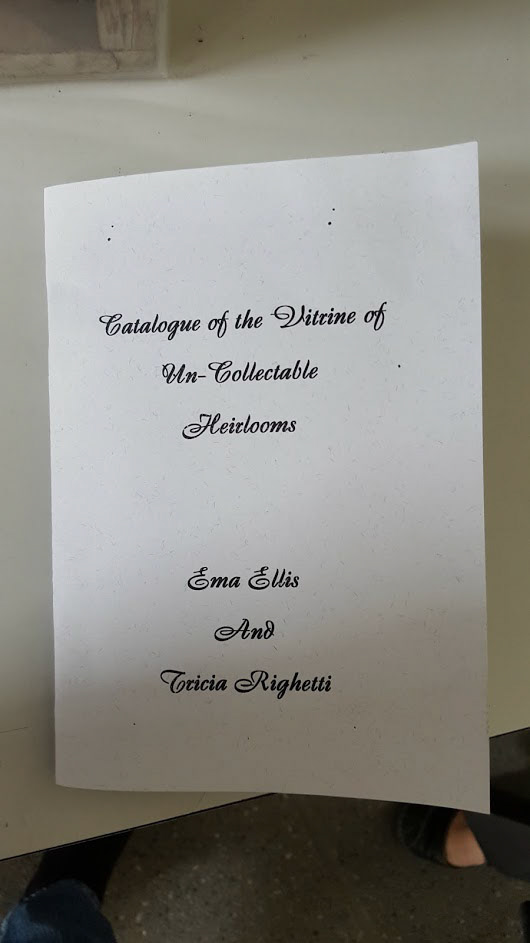 Catalogue of the Vitrine of
Un-Collectable
Heirlooms
Ema Ellis
And
Tricia Righetti